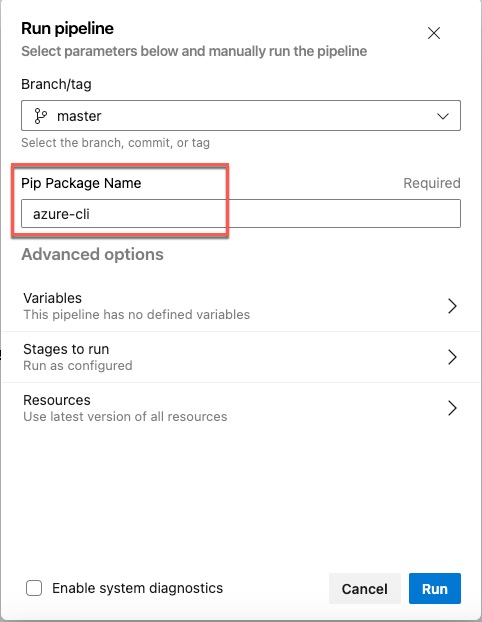 Run pipeline
Select parameters below and manually run the pipeline
Branch/tag
master
Select the branch, commit, or tag
Pip Package Name Required
azure-cli
Advanced options
Variables
This pipeline has no defined variables
Stages to run
Run as configured
Resources
Use latest version of all resources
Enable system diagnostics Cancel Run